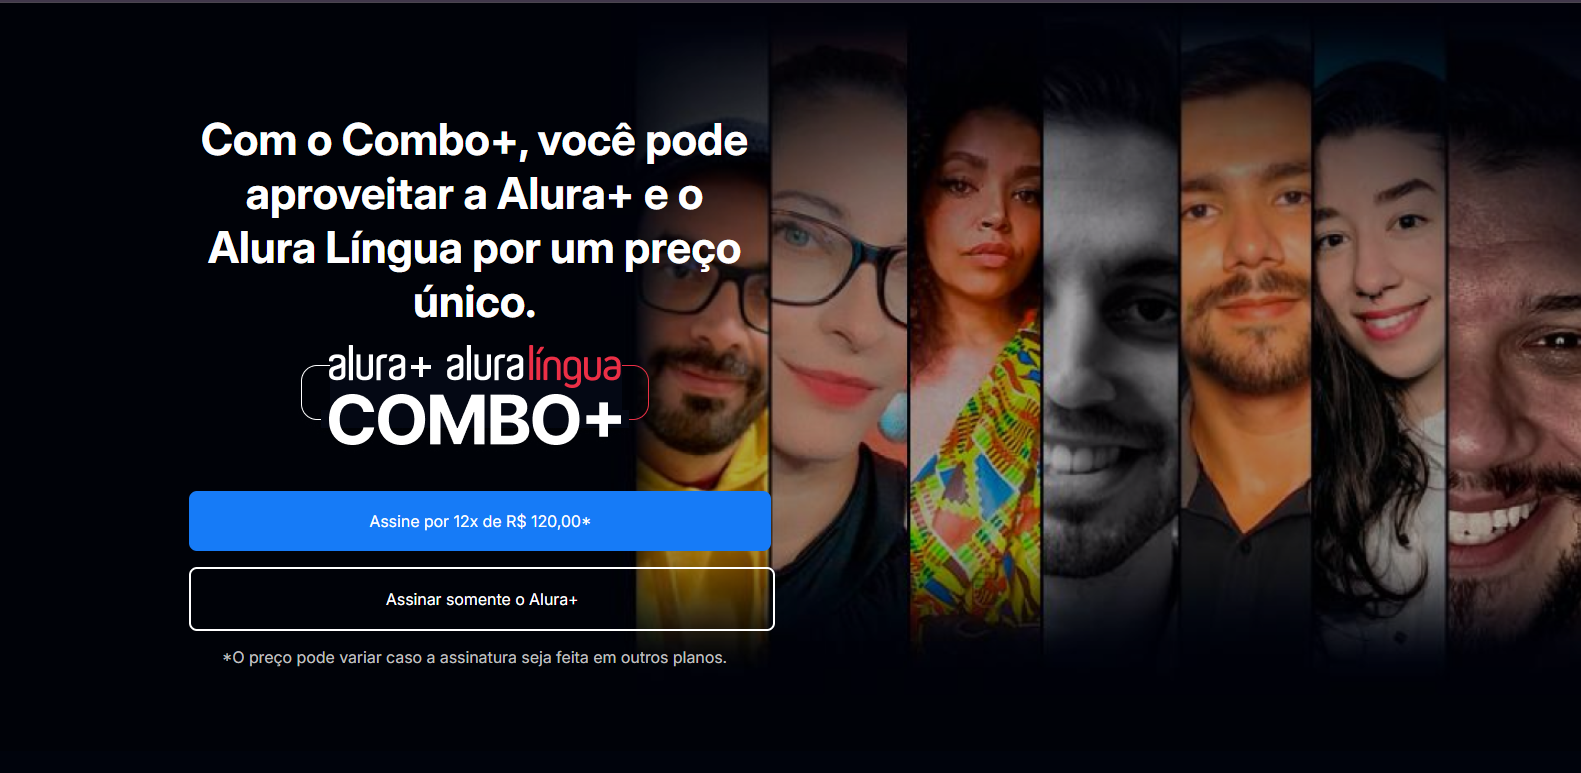 Com o Combo+, você pode
aproveitar a Alura+ e o
Alura Língua por um preço
único.
alura+ aluralíngua
COMBO+
Assine por 12x de R$ 120,00*
Assinar somente o Alura+
*O preço pode variar caso a assinatura seja feita em outros planos.